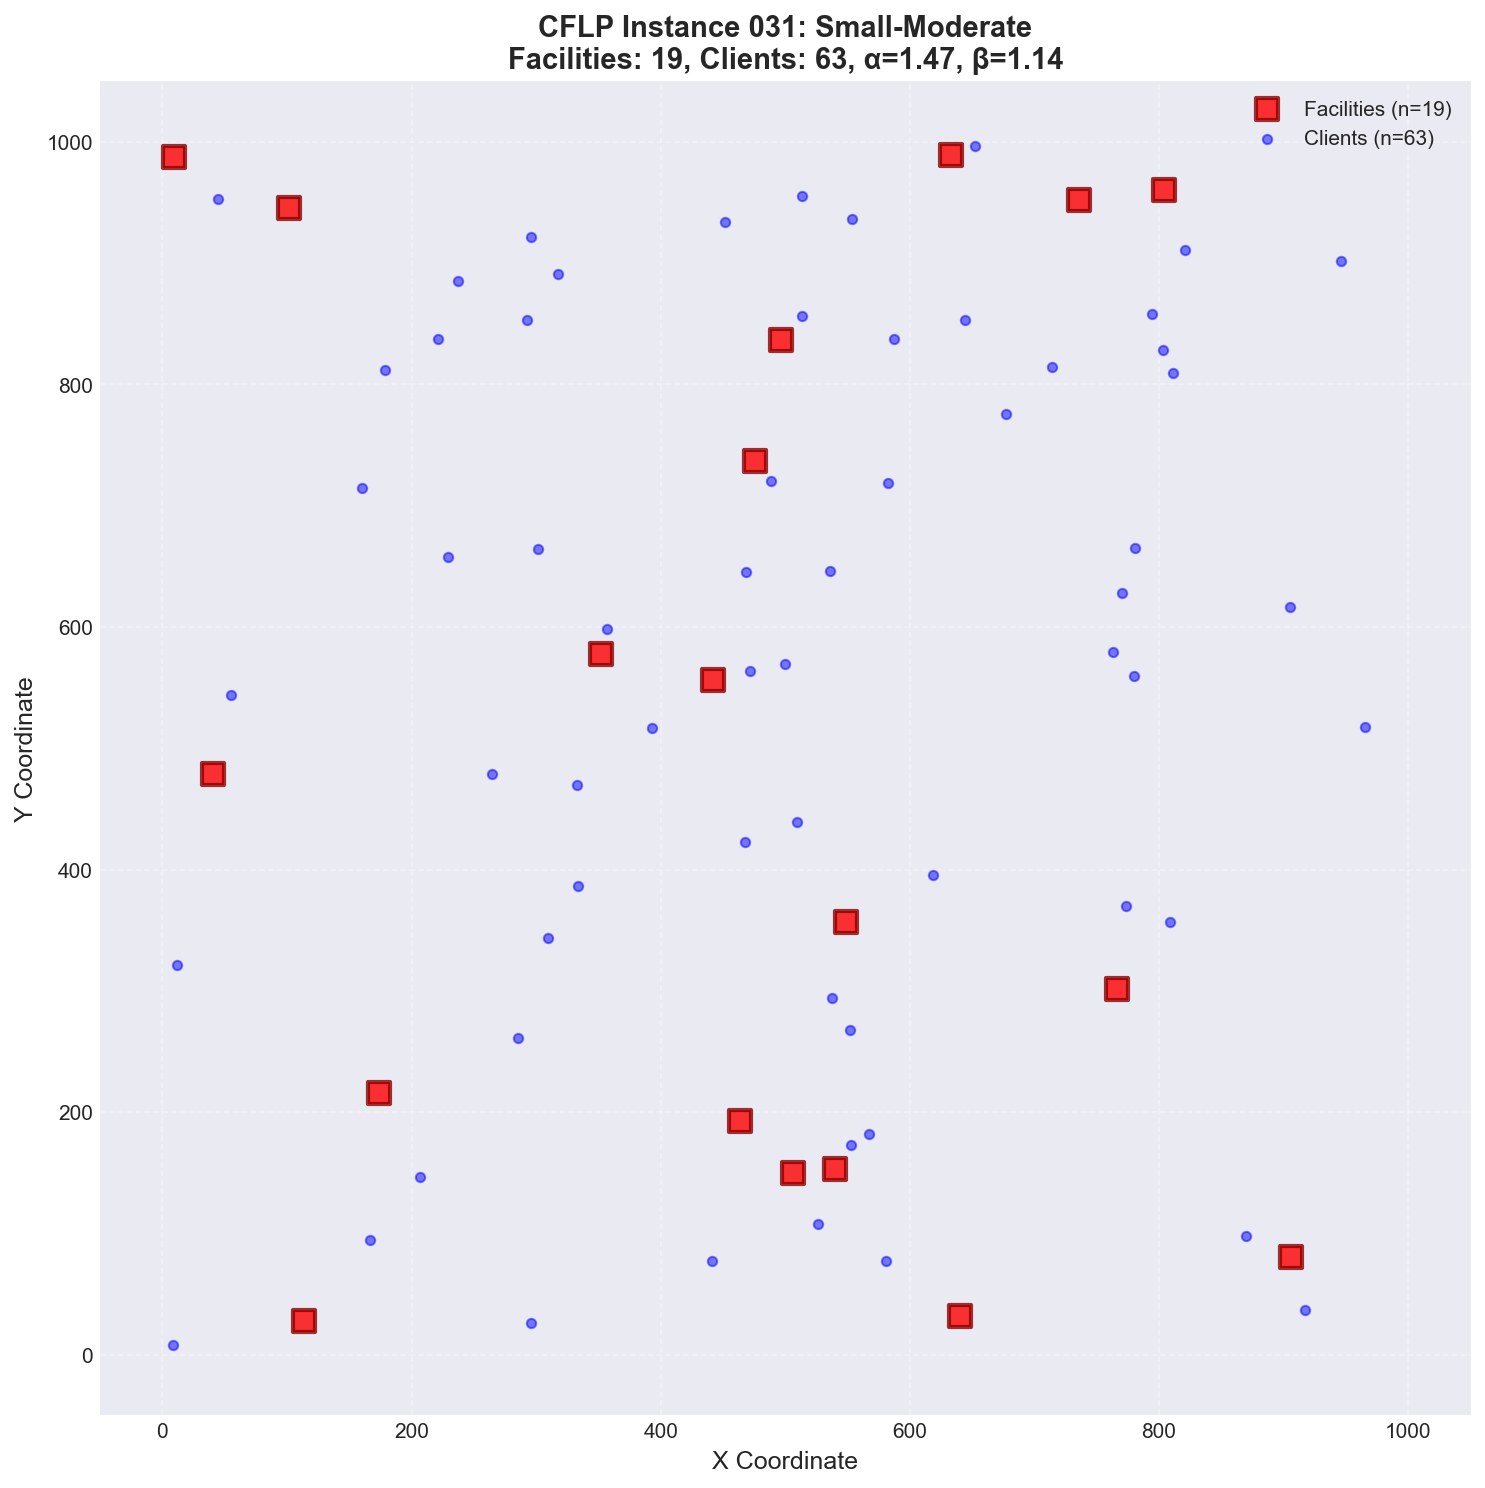 CFLP Instance 031: Small-Moderate
Facilities: 19, Clients: 63, α=1.47, β=1.14
Facilities (n=19)
Clients (n=63)
1000
800
600
400
200
0
Y Coordinate
0 200 400 600 800 1000
X Coordinate